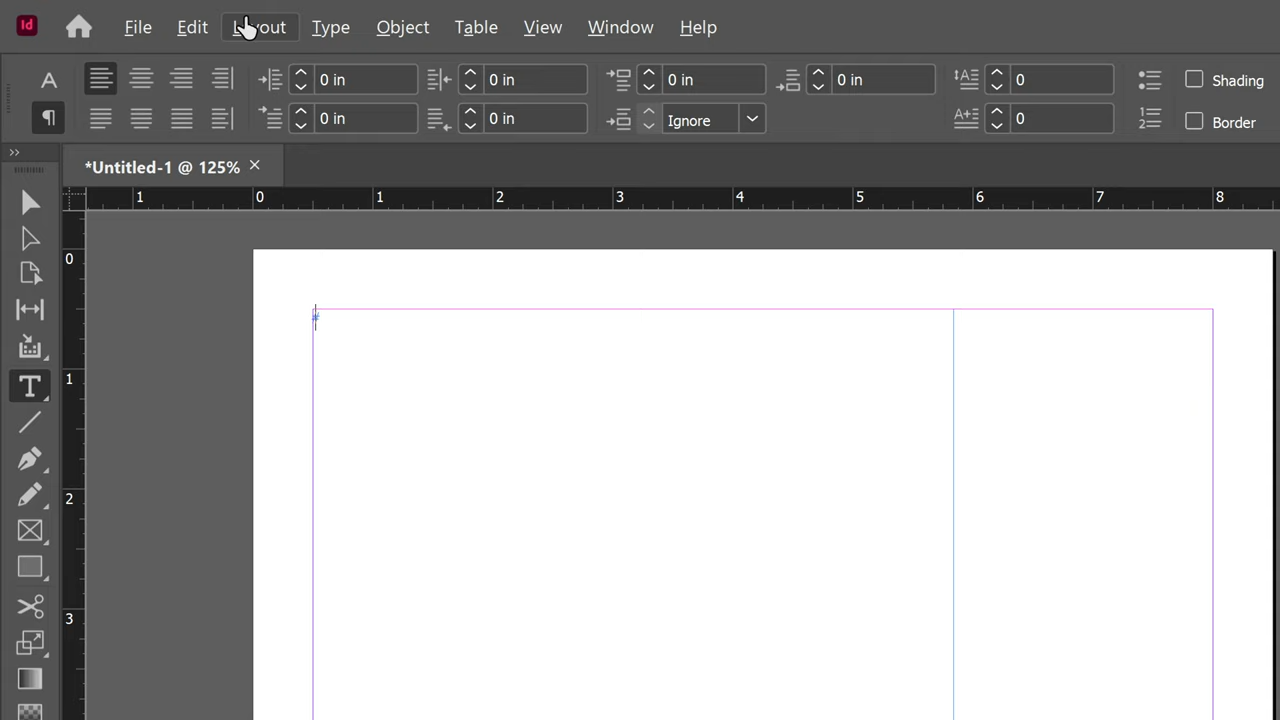 Id File Edit Layout Type Object Table View Window Help
A 0 in 0 in 0 in 0 in 0 Shading
¶ 0 in 0 in Ignore 0 Border
*Untitled-1 @ 125% ×
1 0 1 2 3 4 5 6 7 8
0
#
1
T
2
3